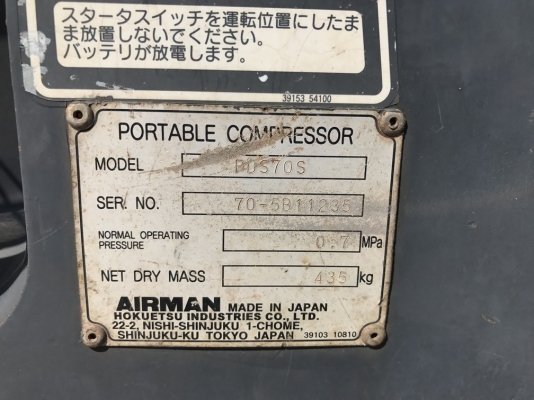 スタータスイッチを運転位置にしたま
ま放置しないでください。
バッテリが放電します。
39153 54100
PORTABLE COMPRESSOR
MODEL PDS70S
SER. NO. 70-5B11235
NORMAL OPERATING PRESSURE 0.7 MPa
NET DRY MASS 435 kg
AIRMAN MADE IN JAPAN
HOKUETSU INDUSTRIES CO., LTD.
22-2, NISHI-SHINJUKU 1-CHOME,
SHINJUKU-KU TOKYO JAPAN 39103 10810